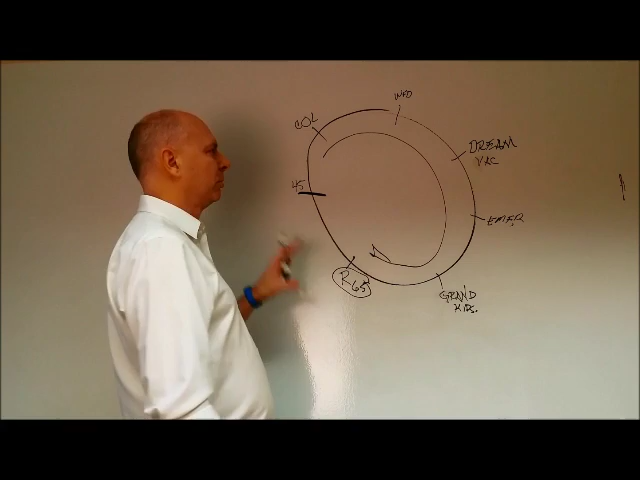 INFO
COL
DREAM
VAC
45
EMER
R65
GRAND
KIDS.